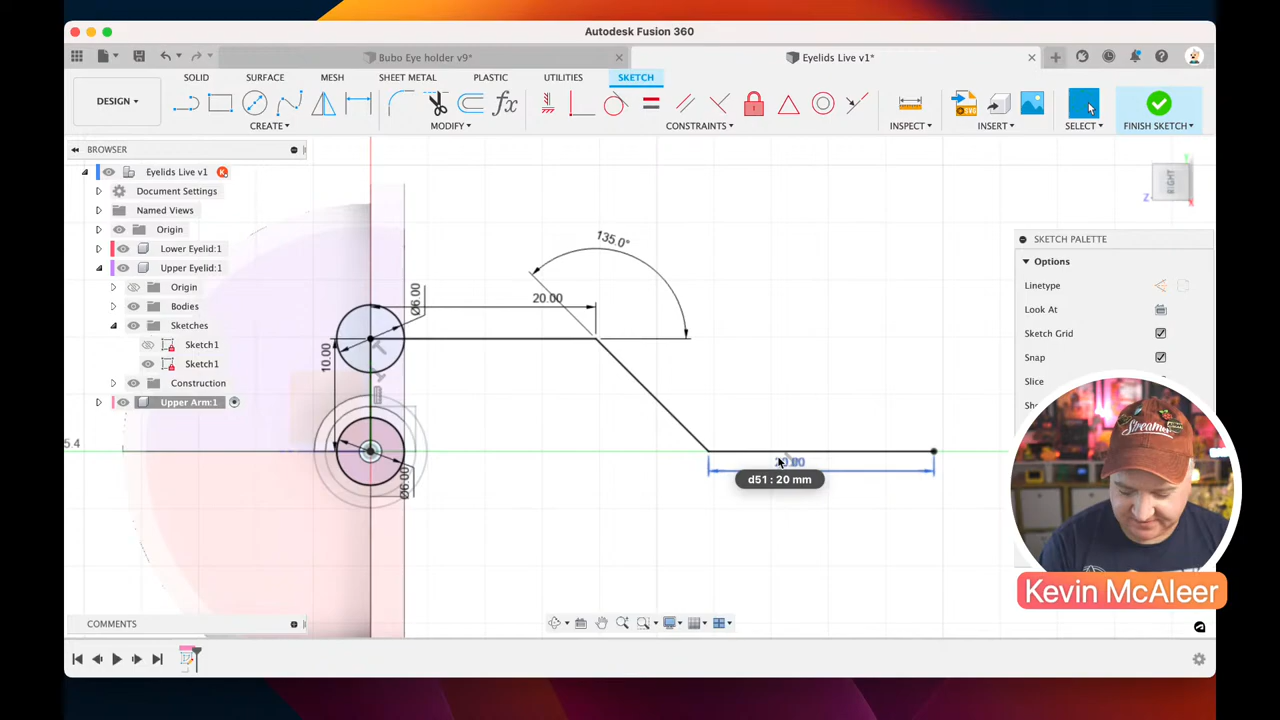 Autodesk Fusion 360
Bubo Eye holder v9*
Eyelids Live v1*
DESIGN
SOLID
SURFACE
MESH
SHEET METAL
PLASTIC
UTILITIES
SKETCH
CREATE
MODIFY
CONSTRAINTS
INSPECT
INSERT
SELECT
FINISH SKETCH
BROWSER
Eyelids Live v1
Document Settings
Named Views
Origin
Lower Eyelid:1
Upper Eyelid:1
Origin
Bodies
Sketches
Sketch1
Sketch1
Construction
Upper Arm:1
135.0°
20.00
Ø6.00
10.00
5.4
Ø6.00
d51 : 20 mm
RIGHT
Z
Y
X
SKETCH PALETTE
Options
Linetype
Look At
Sketch Grid
Snap
Slice
Kevin McAleer
COMMENTS